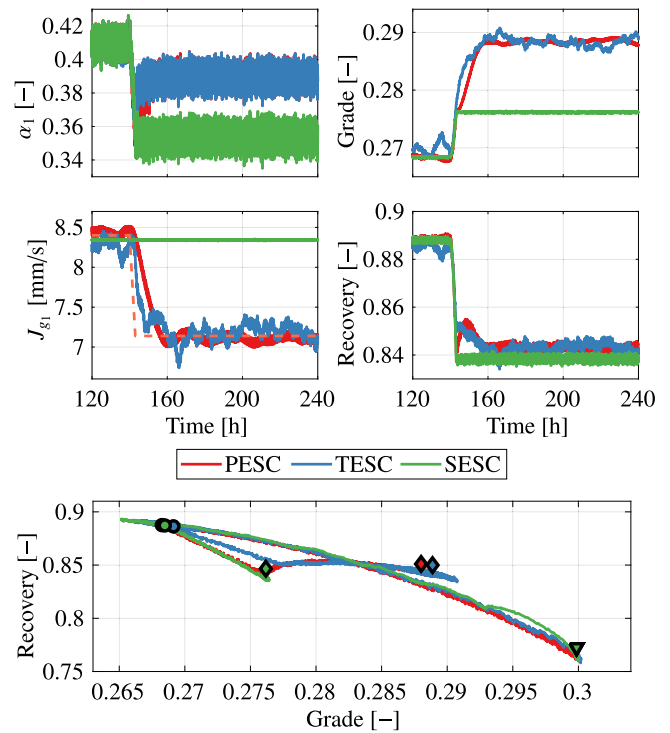 0.42
0.4
0.38
0.36
0.34
α1 [−]
0.29
0.28
0.27
Grade [−]
8.5
8
7.5
7
Jg1 [mm/s]
120 160 200 240
Time [h]
0.9
0.88
0.86
0.84
Recovery [−]
120 160 200 240
Time [h]
PESC TESC SESC
0.9
0.85
0.8
0.75
Recovery [−]
0.265 0.27 0.275 0.28 0.285 0.29 0.295 0.3
Grade [−]